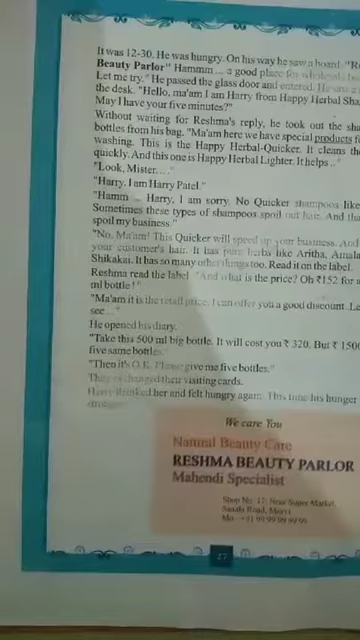 It was 12-30. He was hungry. On his way he saw a board "R
Beauty Parlor" Hammm... a good place for wholesale
Let me try." He passed the glass door and entered. He saw a
the desk. "Hello, ma'am I am Harry from Happy Herbal Sha
May I have your five minutes?"
Without waiting for Reshma's reply, he took out the sha
bottles from his bag. "Ma'am here we have special products f
washing. This is the Happy Herbal-Quicker. It cleans th
quickly. And this one is Happy Herbal Lighter. It helps .."
"Look, Mister...."
"Harry. I am Harry Patel."
"Hamm ... Harry, I am sorry. No Quicker shampoos like
Sometimes these types of shampoos spoil out hair. And tha
spoil my business."
"No, Ma'am! This Quicker will speed up your business. And
your customer's hair. It has pure herbs like Aritha, Amala
Shikakai. It has so many other things too. Read it on the label.
Reshma read the label. "And what is the price? Oh ₹152 for a
ml bottle!"
"Ma'am it is the retail price. I can offer you a good discount. Le
see..."
He opened his diary.
"Take this 500 ml big bottle. It will cost you ₹ 320. But ₹ 1500
five same bottles.
"Then it's O.K. Please give me five bottles."
They exchanged their visiting cards.
Harry thanked her and felt hungry again. This time his hunger
stronger.
We care You
Natural Beauty Care
RESHMA BEAUTY PARLOR
Mahendi Specialist
Shop No. 17, Near Super Market,
Sanala Road, Morvi
Mo. +91 99 99 99 99 99